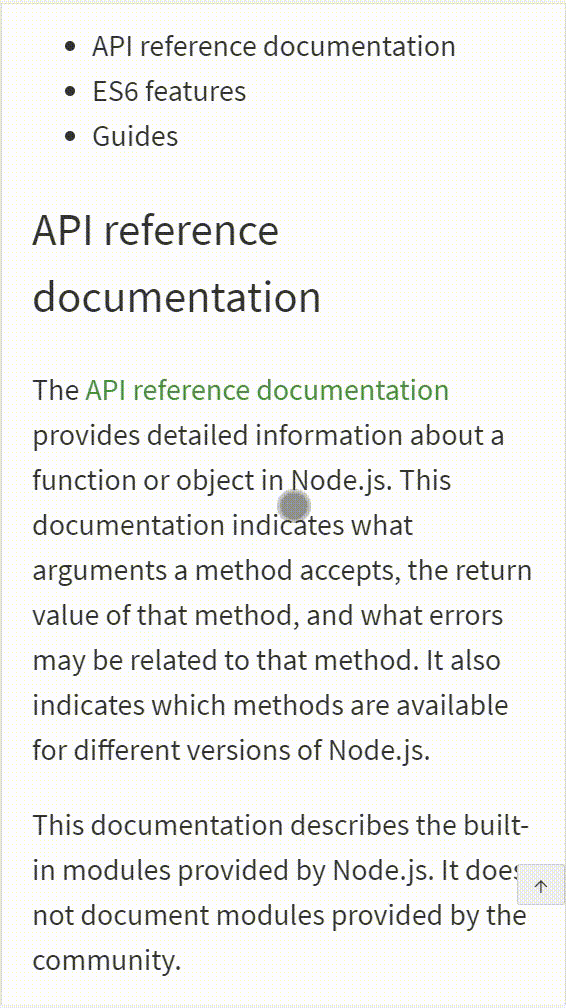 API reference documentation
ES6 features
Guides
API reference
documentation
The API reference documentation
provides detailed information about a
function or object in Node.js. This
documentation indicates what
arguments a method accepts, the return
value of that method, and what errors
may be related to that method. It also
indicates which methods are available
for different versions of Node.js.
This documentation describes the built-
in modules provided by Node.js. It does
not document modules provided by the
community.